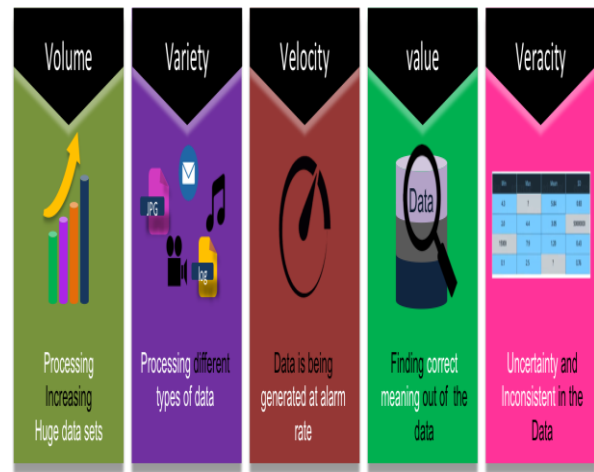 Volume
Processing
Increasing
Huge data sets
Variety
JPG
log
Processing different
types of data
Velocity
Data is being
generated at alarm
rate
value
Data
Finding correct
meaning out of the
data
Veracity
Uncertainty and
Inconsistent in the
Data